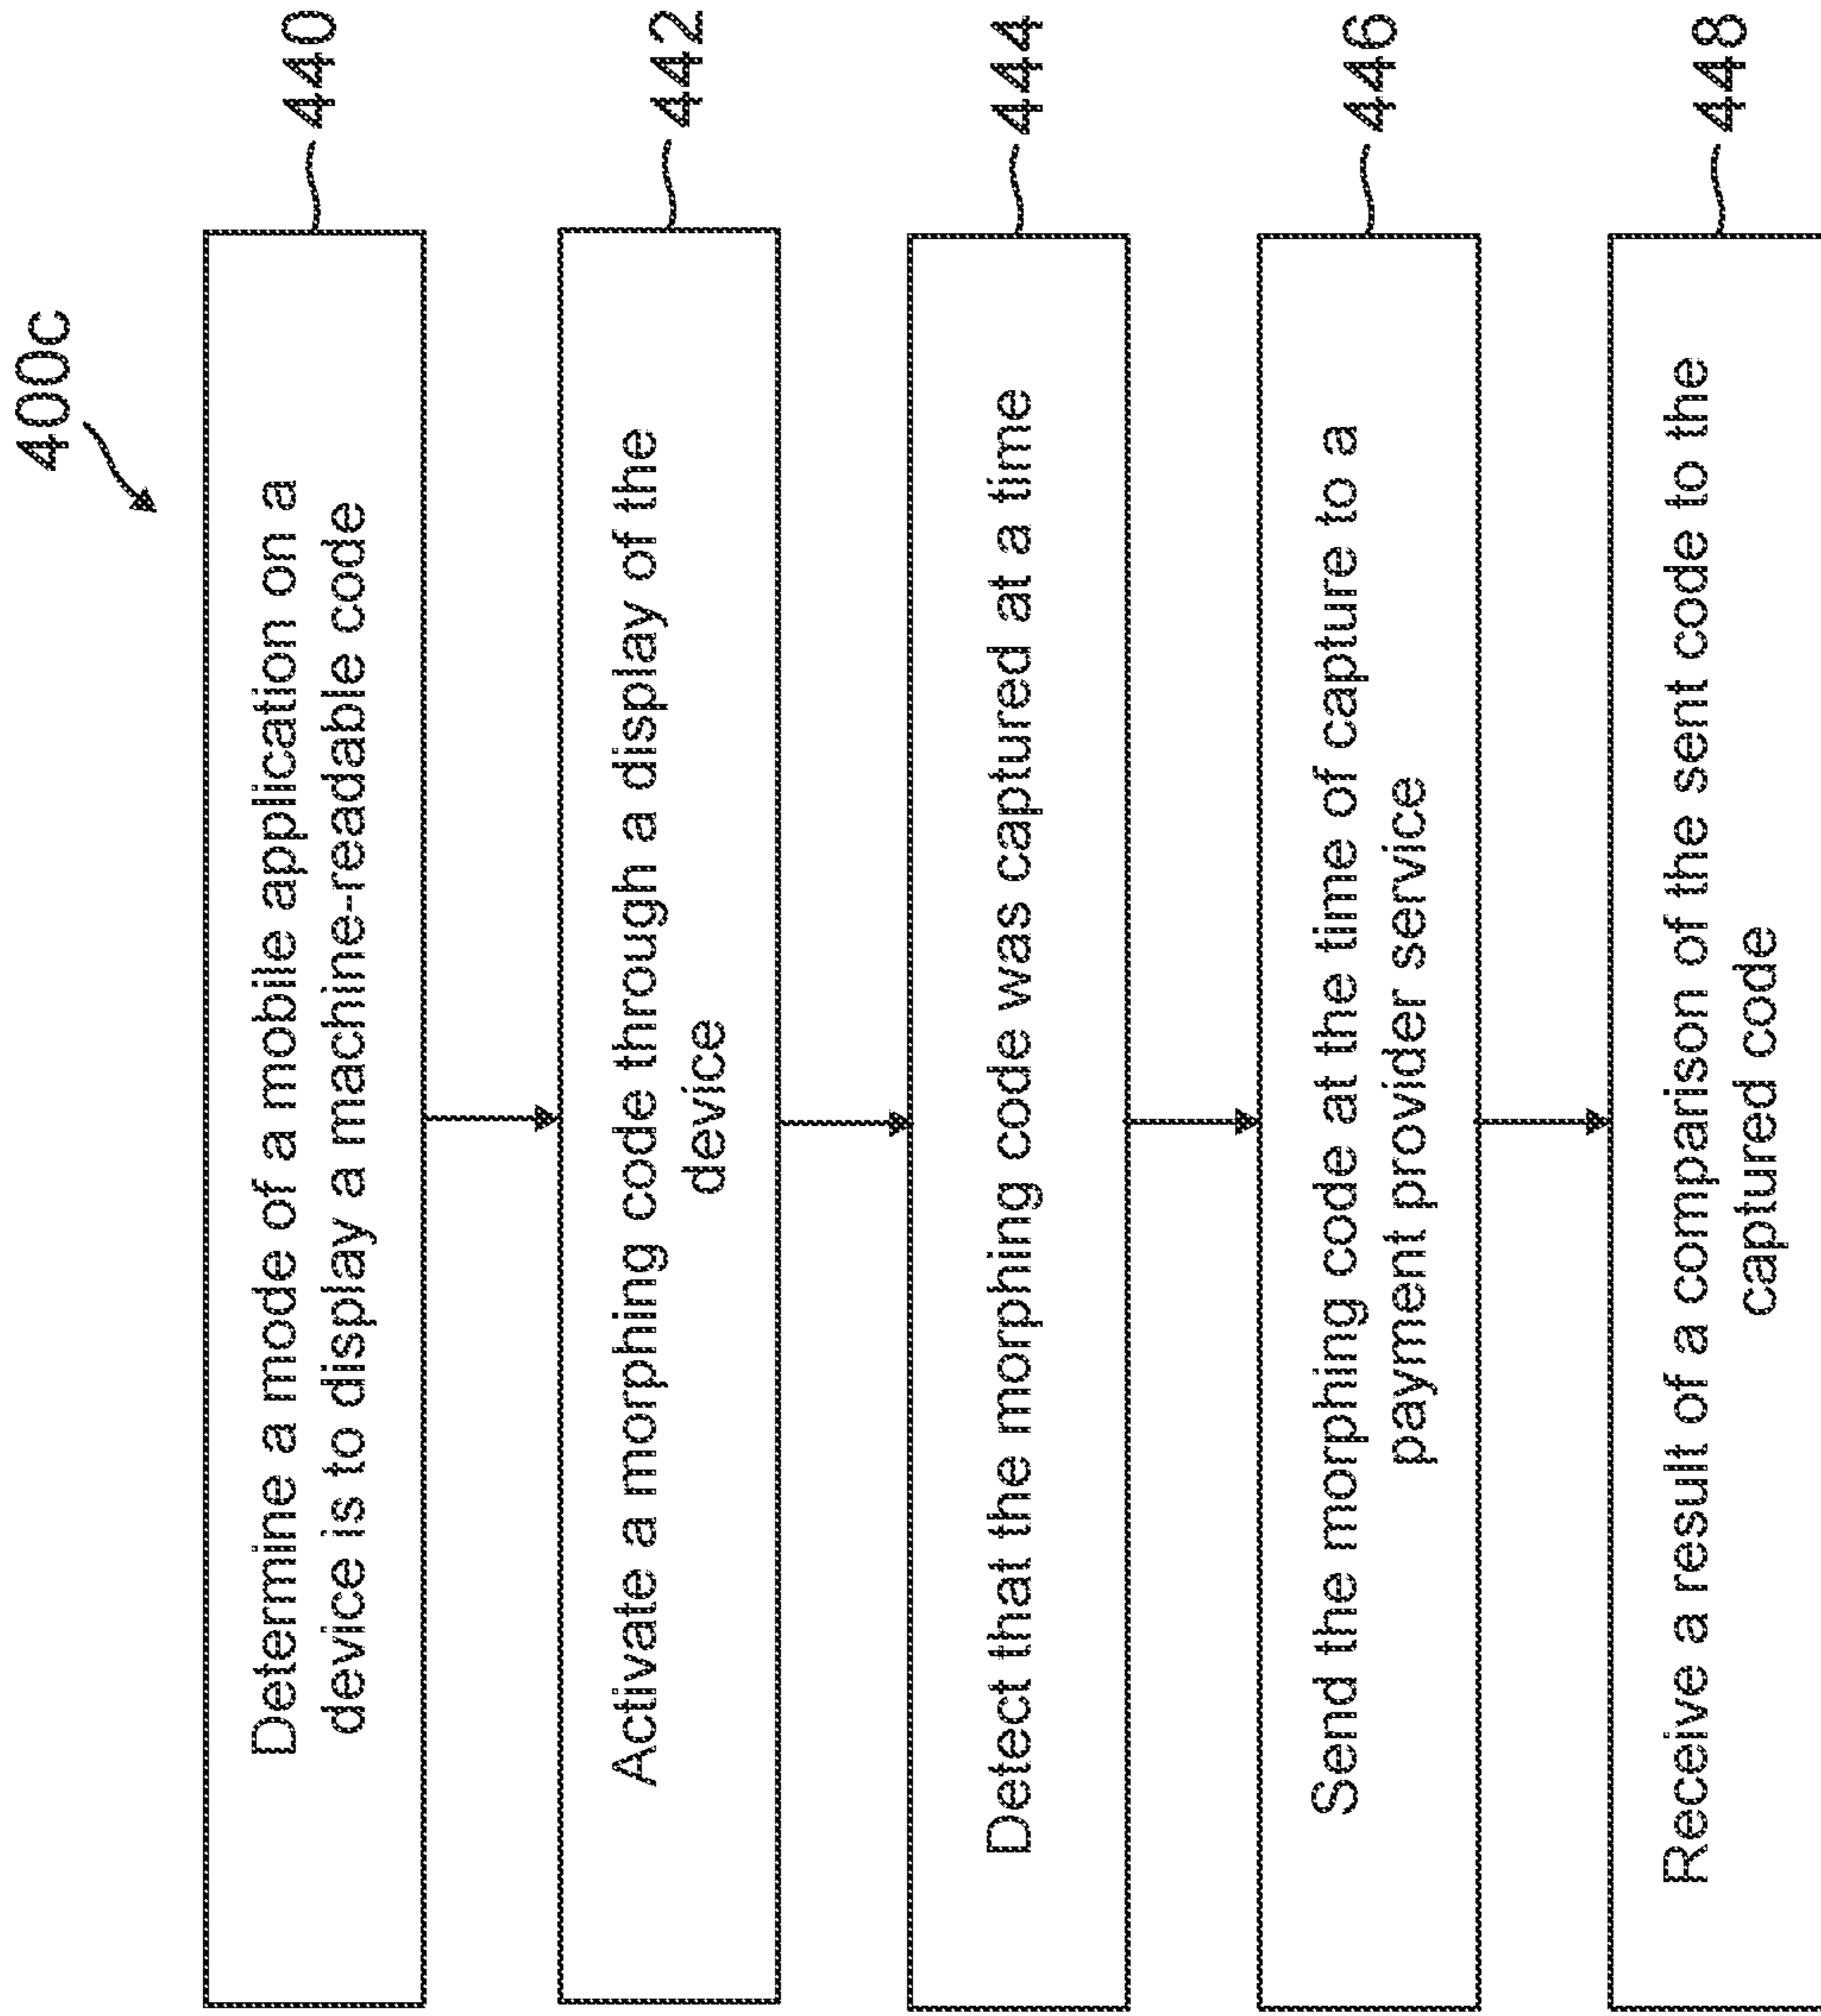 400c
Determine a mode of a mobile application on a
device is to display a machine-readable code
440
Activate a morphing code through a display of the
device
442
Detect that the morphing code was captured at a time
444
Send the morphing code at the time of capture to a
payment provider service
446
Receive a result of a comparison of the sent code to the
captured code
448